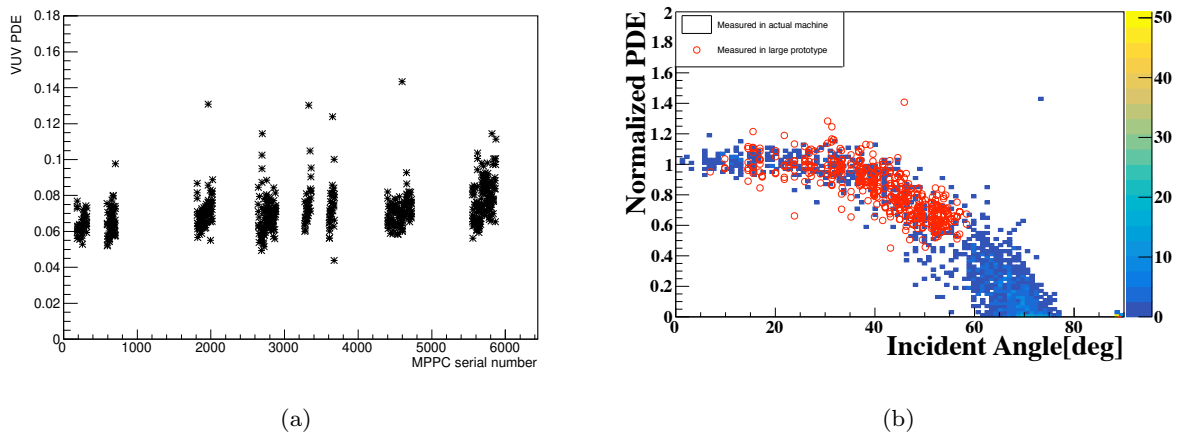 VUV PDE
0.18
0.16
0.14
0.12
0.1
0.08
0.06
0.04
0.02
0
0 1000 2000 3000 4000 5000 6000
MPPC serial number
(a)
Normalized PDE
2
1.8
1.6
1.4
1.2
1
0.8
0.6
0.4
0.2
0
Measured in actual machine
Measured in large prototype
0 20 40 60 80
Incident Angle[deg]
50
40
30
20
10
0
(b)